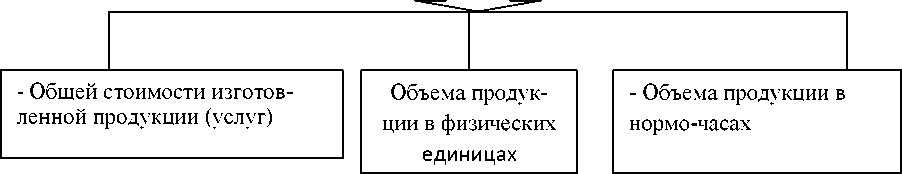 - Общей стоимости изготов-
ленной продукции (услуг)
Объема продук-
ции в физических
единицах
- Объема продукции в
нормо-часах